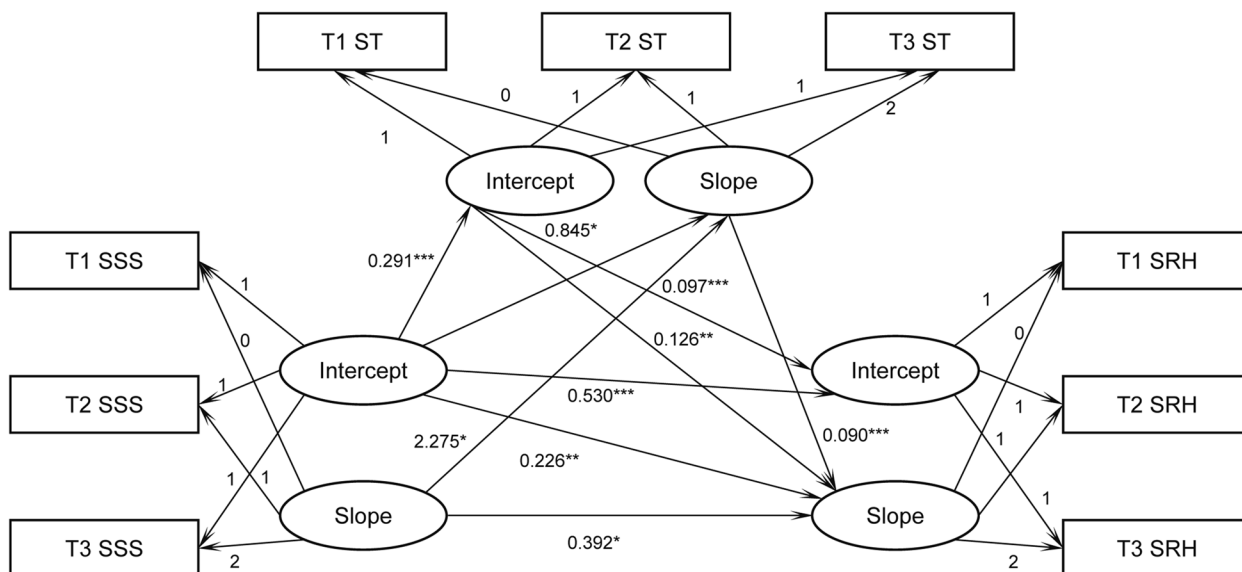 T1 ST
T2 ST
T3 ST
0
1
1
1
1
2
Intercept
Slope
0.845*
T1 SSS
0.291***
T1 SRH
1
0.097***
1
0
0.126**
0
Intercept
Intercept
T2 SSS
1
0.530***
1
T2 SRH
2.275*
0.090***
1
0.226**
1
1
1
Slope
Slope
T3 SSS
2
0.392*
2
T3 SRH